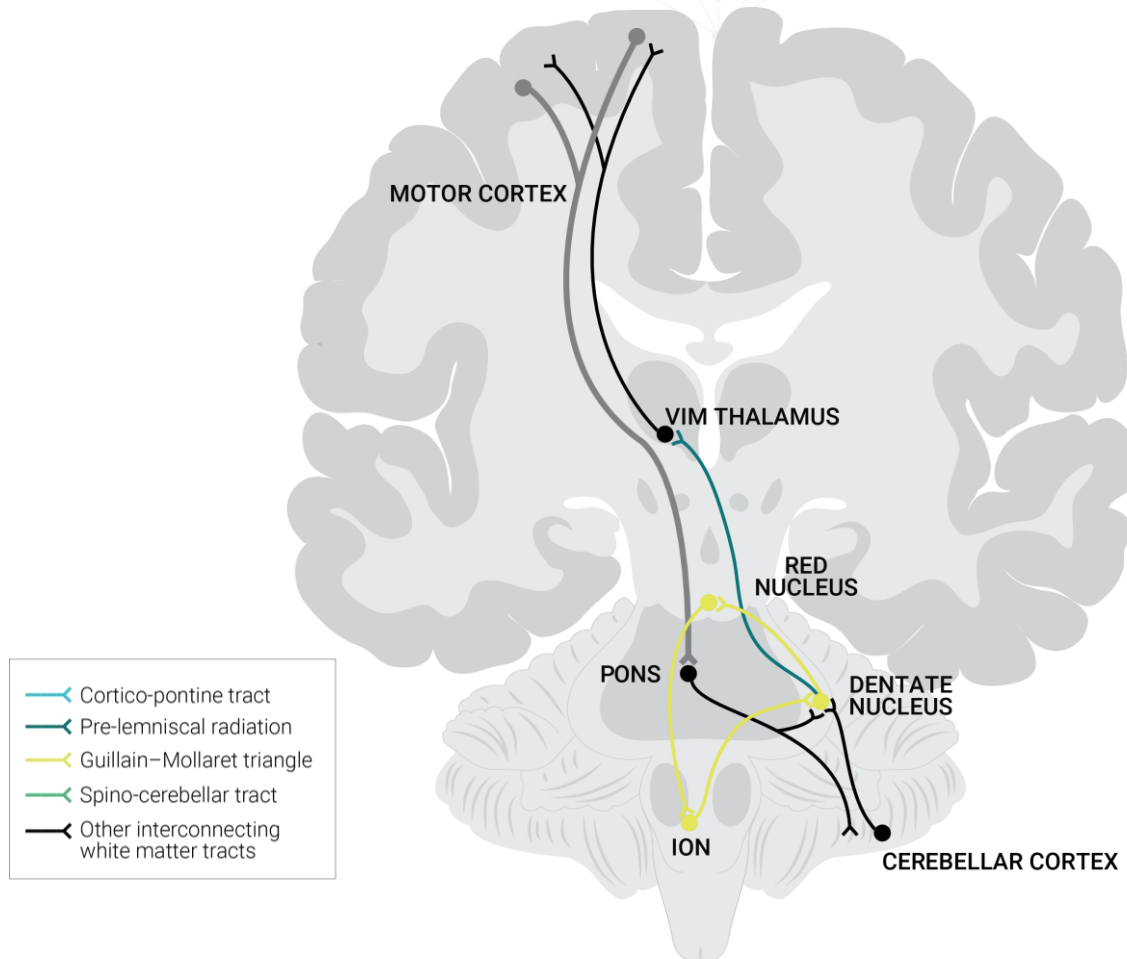 MOTOR CORTEX
VIM THALAMUS
RED
NUCLEUS
PONS
DENTATE
NUCLEUS
ION
CEREBELLAR CORTEX
Cortico-pontine tract
Pre-lemniscal radiation
Guillain–Mollaret triangle
Spino-cerebellar tract
Other interconnecting
white matter tracts